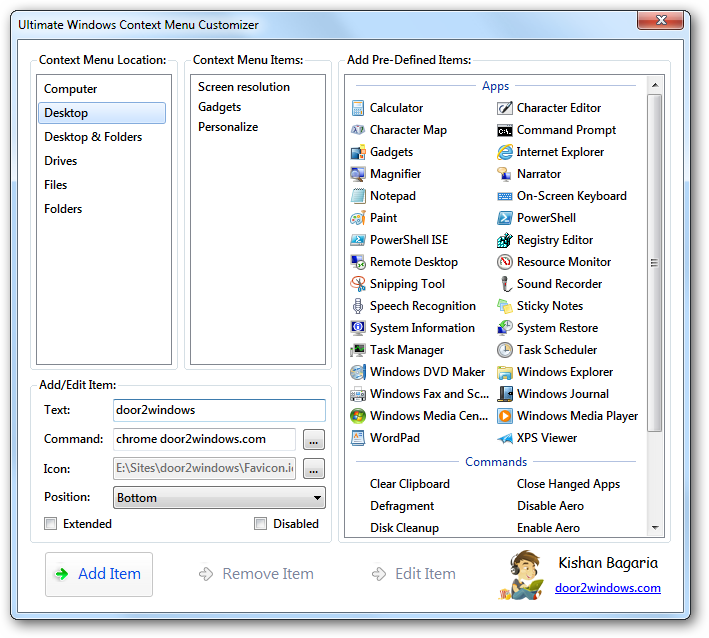 Ultimate Windows Context Menu Customizer
Context Menu Location:
Computer
Desktop
Desktop & Folders
Drives
Files
Folders
Context Menu Items:
Screen resolution
Gadgets
Personalize
Add Pre-Defined Items:
Apps
Calculator
Character Editor
Character Map
Command Prompt
Gadgets
Internet Explorer
Magnifier
Narrator
Notepad
On-Screen Keyboard
Paint
PowerShell
PowerShell ISE
Registry Editor
Remote Desktop
Resource Monitor
Snipping Tool
Sound Recorder
Speech Recognition
Sticky Notes
System Information
System Restore
Task Manager
Task Scheduler
Windows DVD Maker
Windows Explorer
Windows Fax and Sc...
Windows Journal
Windows Media Cen...
Windows Media Player
WordPad
XPS Viewer
Commands
Clear Clipboard
Close Hanged Apps
Defragment
Disable Aero
Disk Cleanup
Enable Aero
Add/Edit Item:
Text: door2windows
Command: chrome door2windows.com ...
Icon: E:\Sites\door2windows\Favicon.ic ...
Position: Bottom
Extended
Disabled
Add Item
Remove Item
Edit Item
Kishan Bagaria
door2windows.com